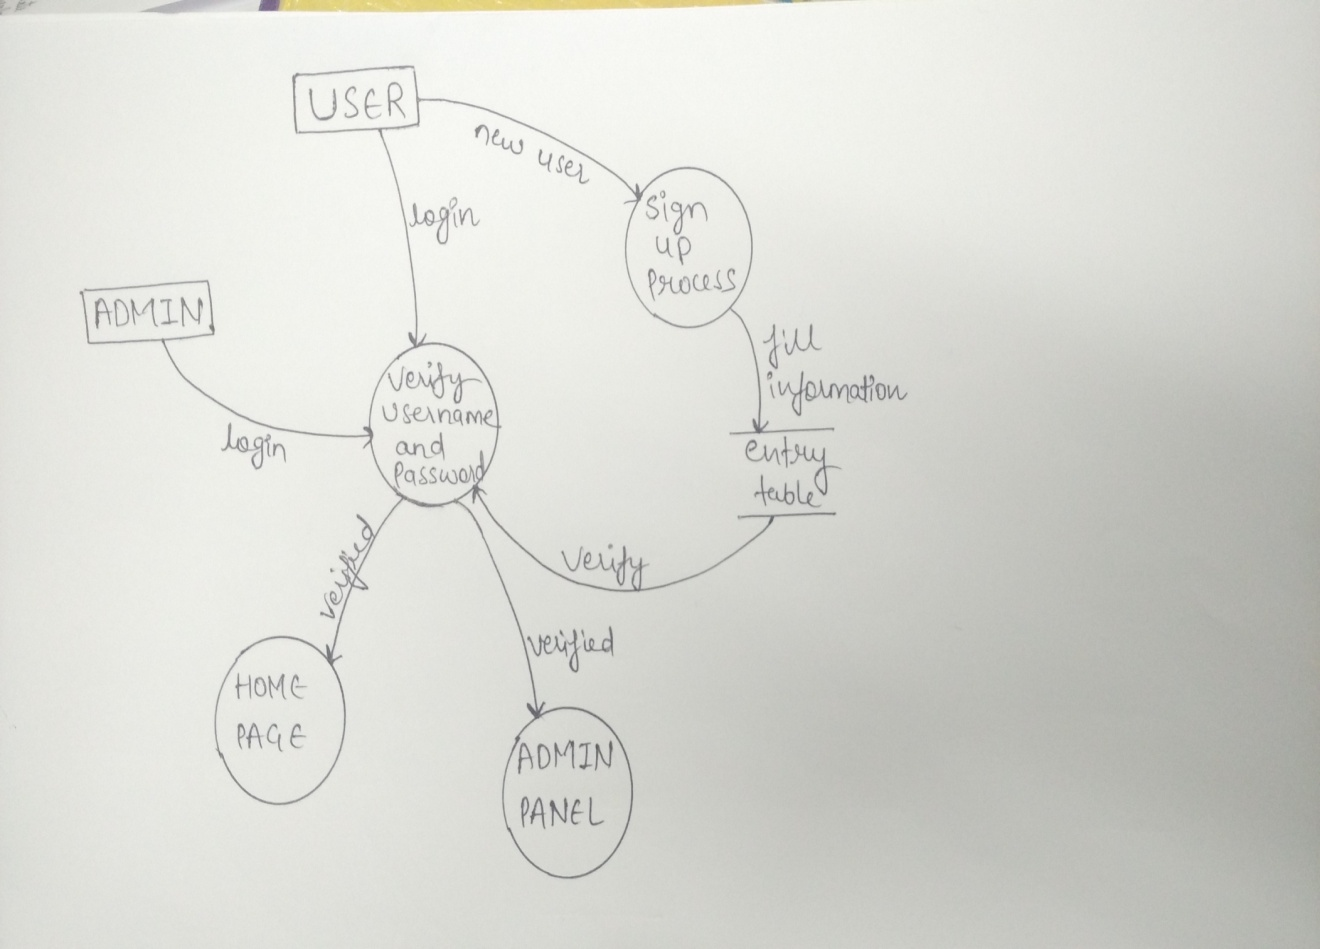 USER
new user
login
Sign
up
process
ADMIN
fill
information
login
Verify
username
and
Password
entry
table
Verify
verified
verified
HOME
PAGE
ADMIN
PANEL